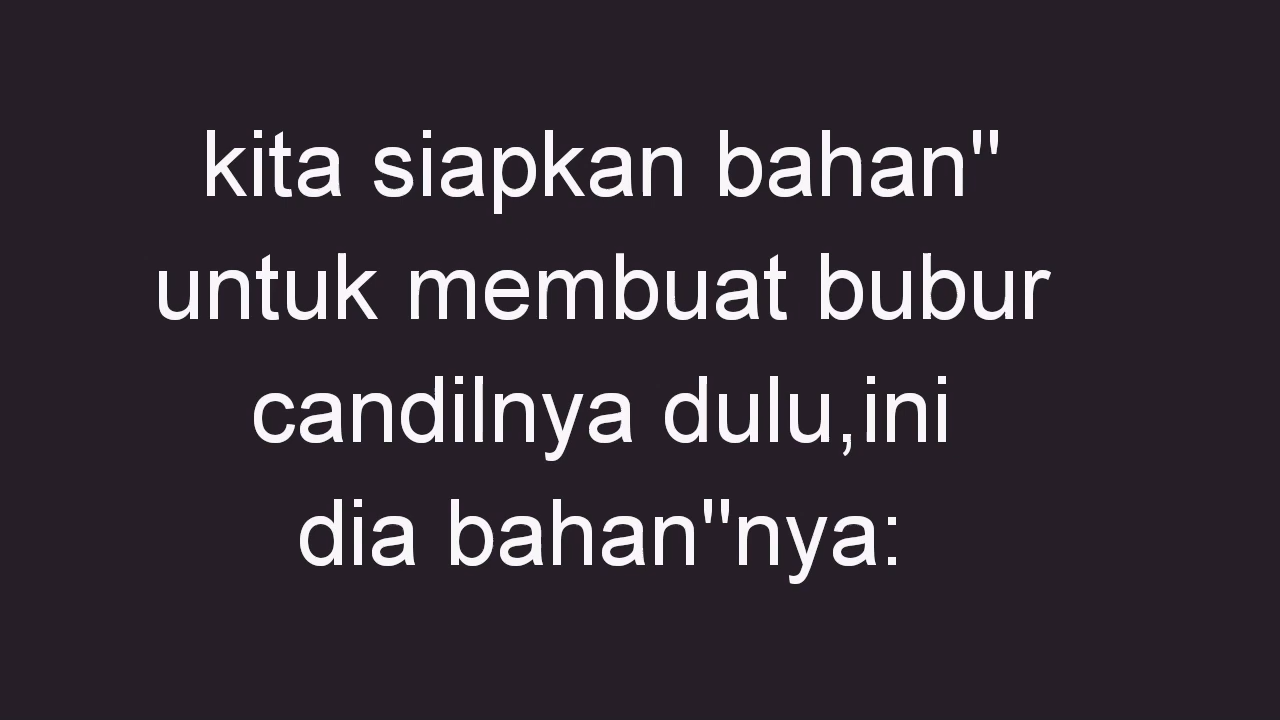 kita siapkan bahan"
untuk membuat bubur
candilnya dulu,ini
dia bahan"nya: